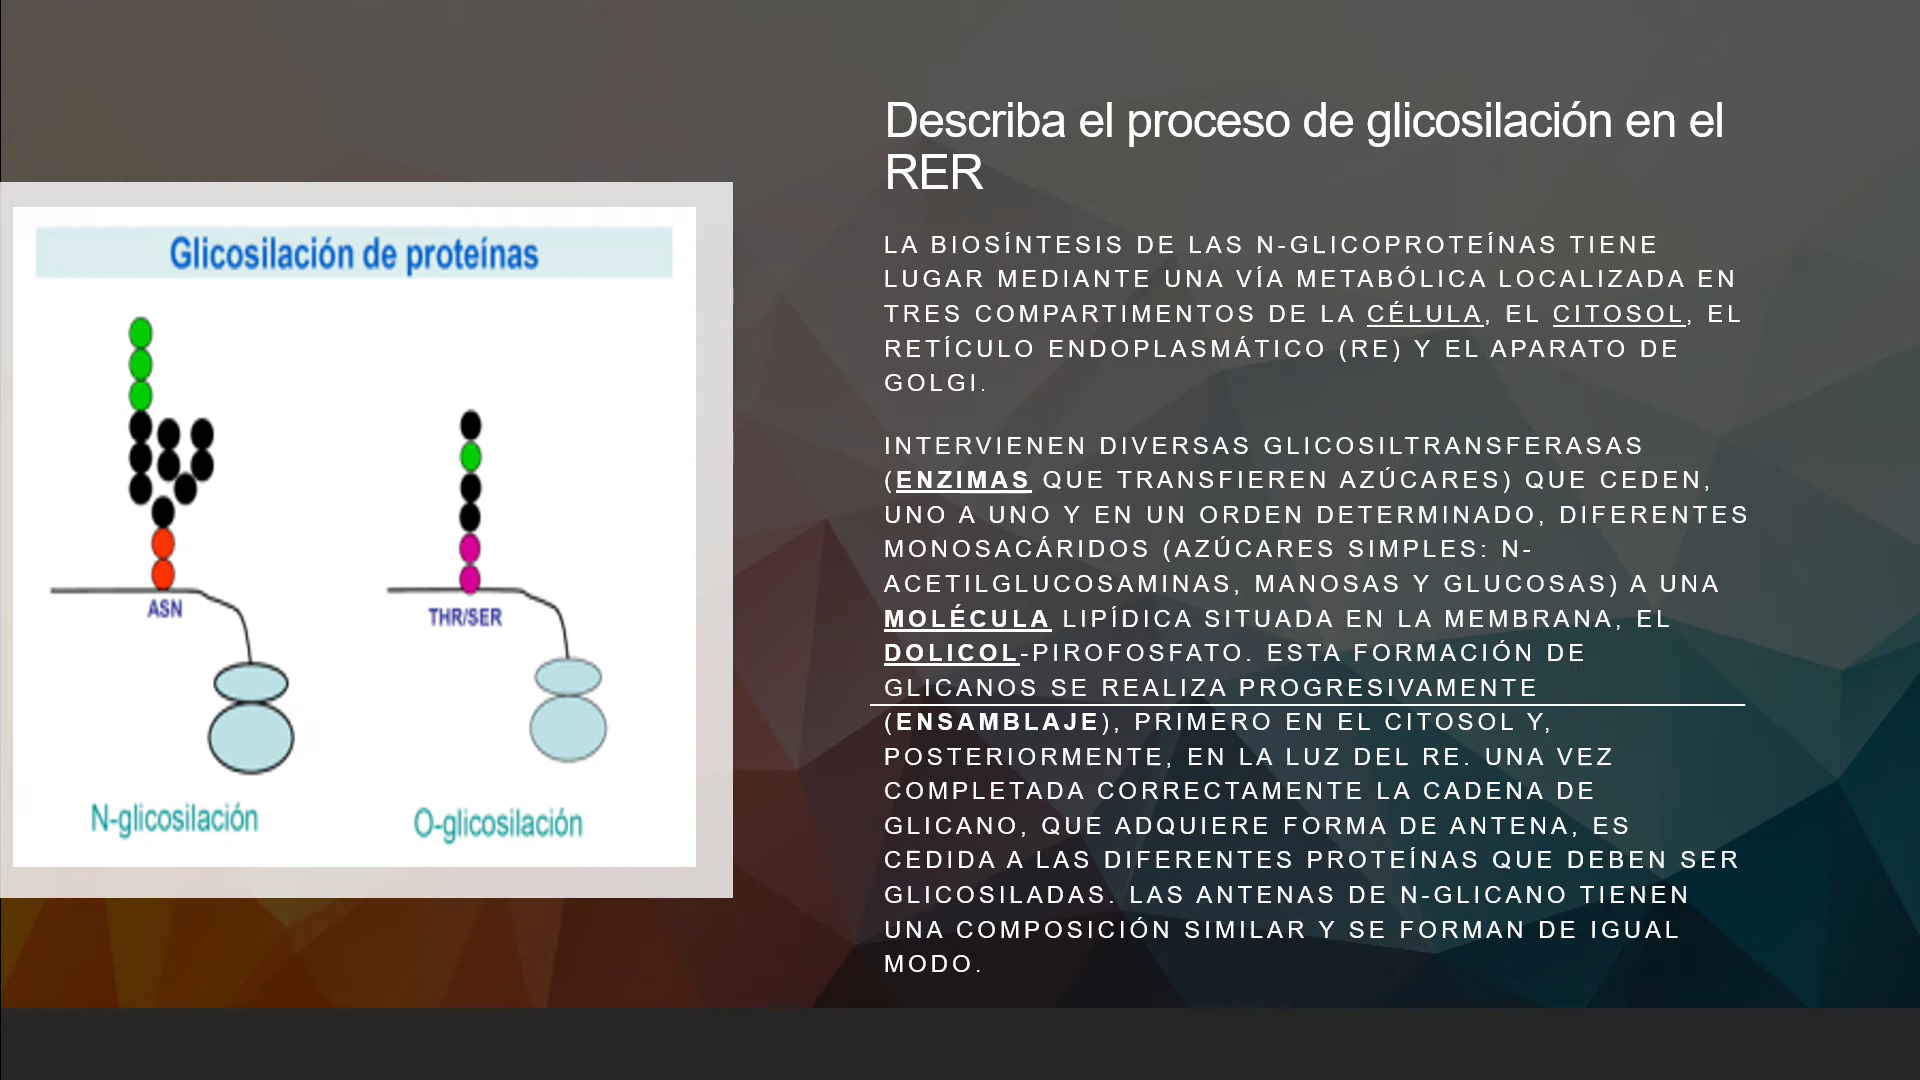 Describa el proceso de glicosilación en el
RER
Glicosilación de proteínas
ASN
THR/SER
N-glicosilación
O-glicosilación
LA BIOSÍNTESIS DE LAS N-GLICOPROTEÍNAS TIENE
LUGAR MEDIANTE UNA VÍA METABÓLICA LOCALIZADA EN
TRES COMPARTIMENTOS DE LA CÉLULA, EL CITOSOL, EL
RETÍCULO ENDOPLASMÁTICO (RE) Y EL APARATO DE
GOLGI.
INTERVIENEN DIVERSAS GLICOSILTRANSFERASAS
(ENZIMAS QUE TRANSFIEREN AZÚCARES) QUE CEDEN,
UNO A UNO Y EN UN ORDEN DETERMINADO, DIFERENTES
MONOSACÁRIDOS (AZÚCARES SIMPLES: N-
ACETILGLUCOSAMINAS, MANOSAS Y GLUCOSAS) A UNA
MOLÉCULA LIPÍDICA SITUADA EN LA MEMBRANA, EL
DOLICOL-PIROFOSFATO. ESTA FORMACIÓN DE
GLICANOS SE REALIZA PROGRESIVAMENTE
(ENSAMBLAJE), PRIMERO EN EL CITOSOL Y,
POSTERIORMENTE, EN LA LUZ DEL RE. UNA VEZ
COMPLETADA CORRECTAMENTE LA CADENA DE
GLICANO, QUE ADQUIERE FORMA DE ANTENA, ES
CEDIDA A LAS DIFERENTES PROTEÍNAS QUE DEBEN SER
GLICOSILADAS. LAS ANTENAS DE N-GLICANO TIENEN
UNA COMPOSICIÓN SIMILAR Y SE FORMAN DE IGUAL
MODO.